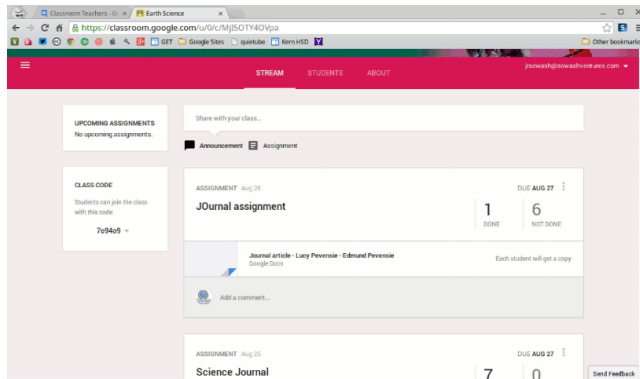 Classroom Teachers - G
Earth Science
https://classroom.google.com/u/0/c/MjI5OTY4OVpa
GET
Google Sites
quietube
Kern HSD
Other bookmarks
STREAM
STUDENTS
ABOUT
jrsowash@sowashventures.com
UPCOMING ASSIGNMENTS
No upcoming assignments.
Share with your class...
Announcement
Assignment
CLASS CODE
Students can join the class
with this code:
7o94o9
ASSIGNMENT Aug 26
DUE AUG 27
JOurnal assignment
1
DONE
6
NOT DONE
Journal article - Lucy Pevensie - Edmund Pevensie
Google Docs
Each student will get a copy
Add a comment...
ASSIGNMENT Aug 25
DUE AUG 27
Science Journal
7
0
Send Feedback